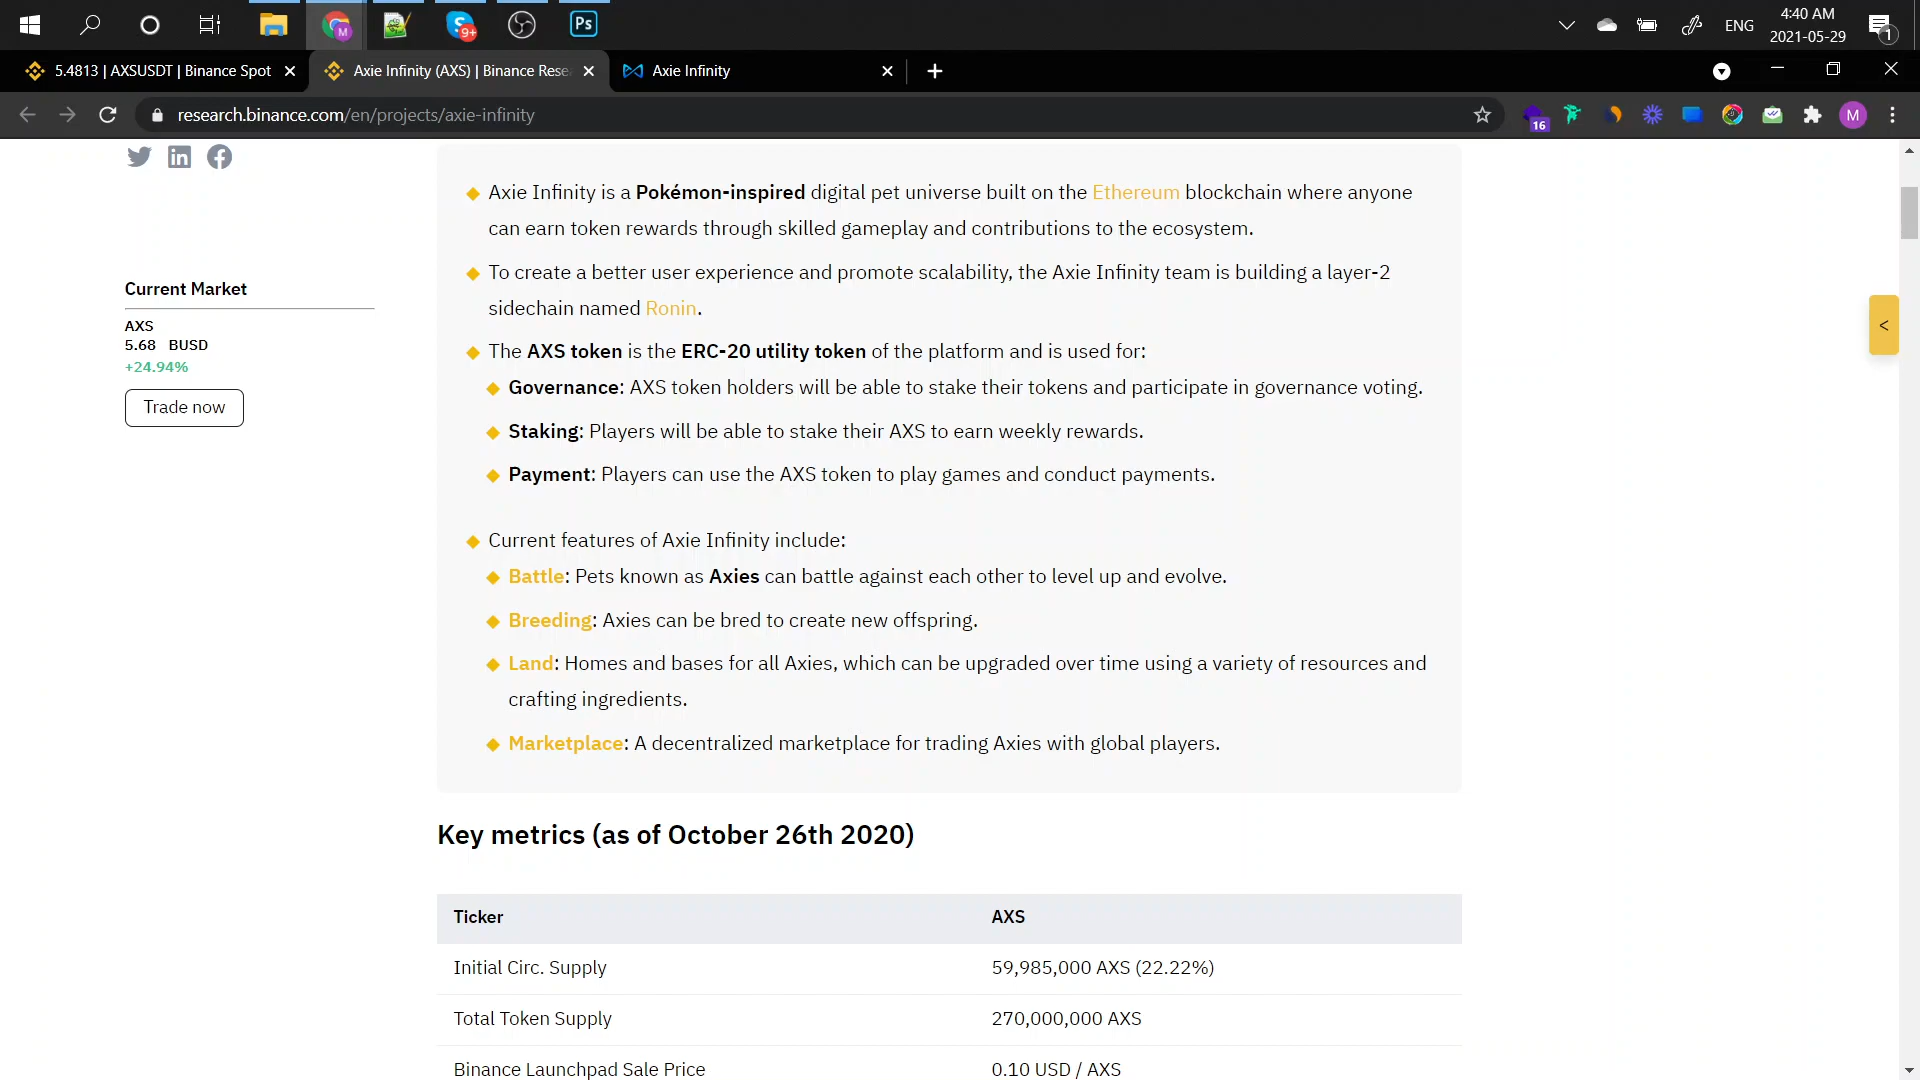 9+
Ps
ENG
4:40 AM
2021-05-29
1
5.4813 | AXSUSDT | Binance Spot
Axie Infinity (AXS) | Binance Rese
Axie Infinity
research.binance.com/en/projects/axie-infinity
16
M
Axie Infinity is a Pokémon-inspired digital pet universe built on the Ethereum blockchain where anyone
can earn token rewards through skilled gameplay and contributions to the ecosystem.
To create a better user experience and promote scalability, the Axie Infinity team is building a layer-2
sidechain named Ronin.
Current Market
AXS
5.68 BUSD
+24.94%
Trade now
<
The AXS token is the ERC-20 utility token of the platform and is used for:
Governance: AXS token holders will be able to stake their tokens and participate in governance voting.
Staking: Players will be able to stake their AXS to earn weekly rewards.
Payment: Players can use the AXS token to play games and conduct payments.
Current features of Axie Infinity include:
Battle: Pets known as Axies can battle against each other to level up and evolve.
Breeding: Axies can be bred to create new offspring.
Land: Homes and bases for all Axies, which can be upgraded over time using a variety of resources and
crafting ingredients.
Marketplace: A decentralized marketplace for trading Axies with global players.
Key metrics (as of October 26th 2020)
Ticker AXS
Initial Circ. Supply 59,985,000 AXS (22.22%)
Total Token Supply 270,000,000 AXS
Binance Launchpad Sale Price 0.10 USD / AXS